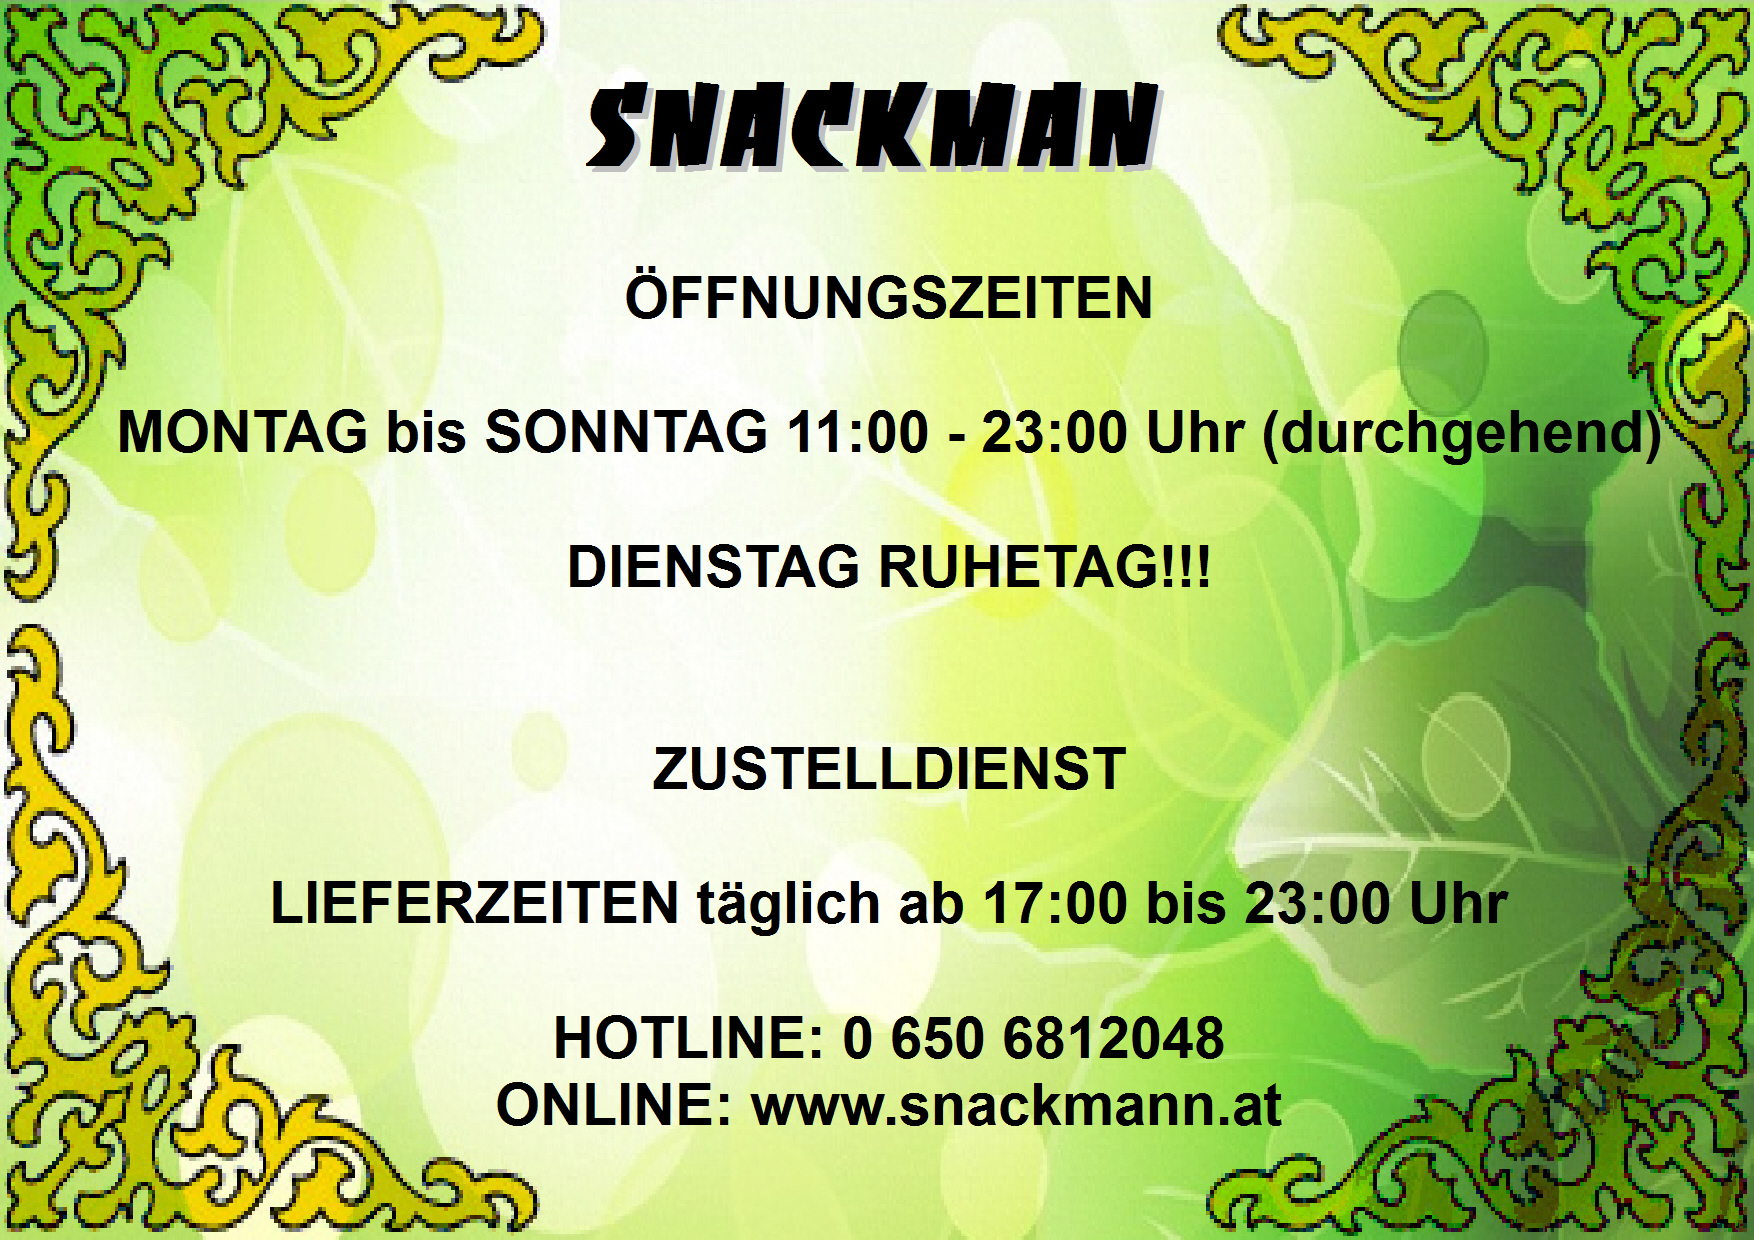 SNACKMAN
ÖFFNUNGSZEITEN
MONTAG bis SONNTAG 11:00 - 23:00 Uhr (durchgehend)
DIENSTAG RUHETAG!!!
ZUSTELLDIENST
LIEFERZEITEN täglich ab 17:00 bis 23:00 Uhr
HOTLINE: 0 650 6812048
ONLINE: www.snackmann.at